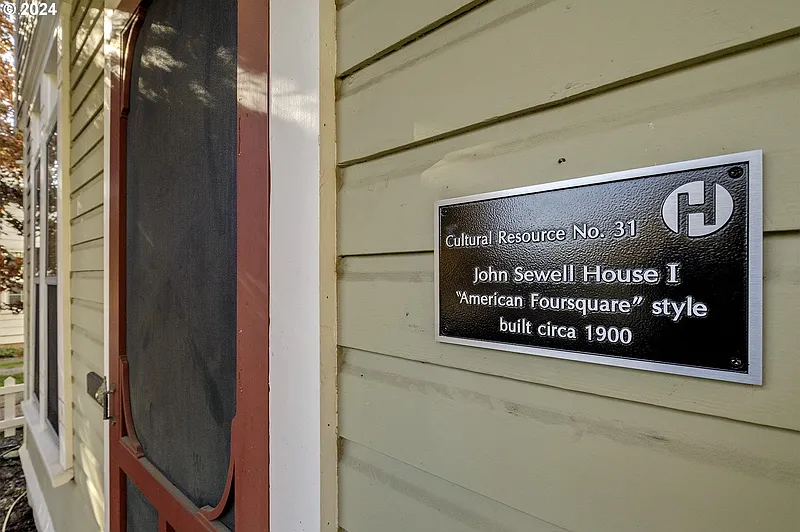 © 2024
Cultural Resource No. 31
H
John Sewell House I
"American Foursquare" style
built circa 1900